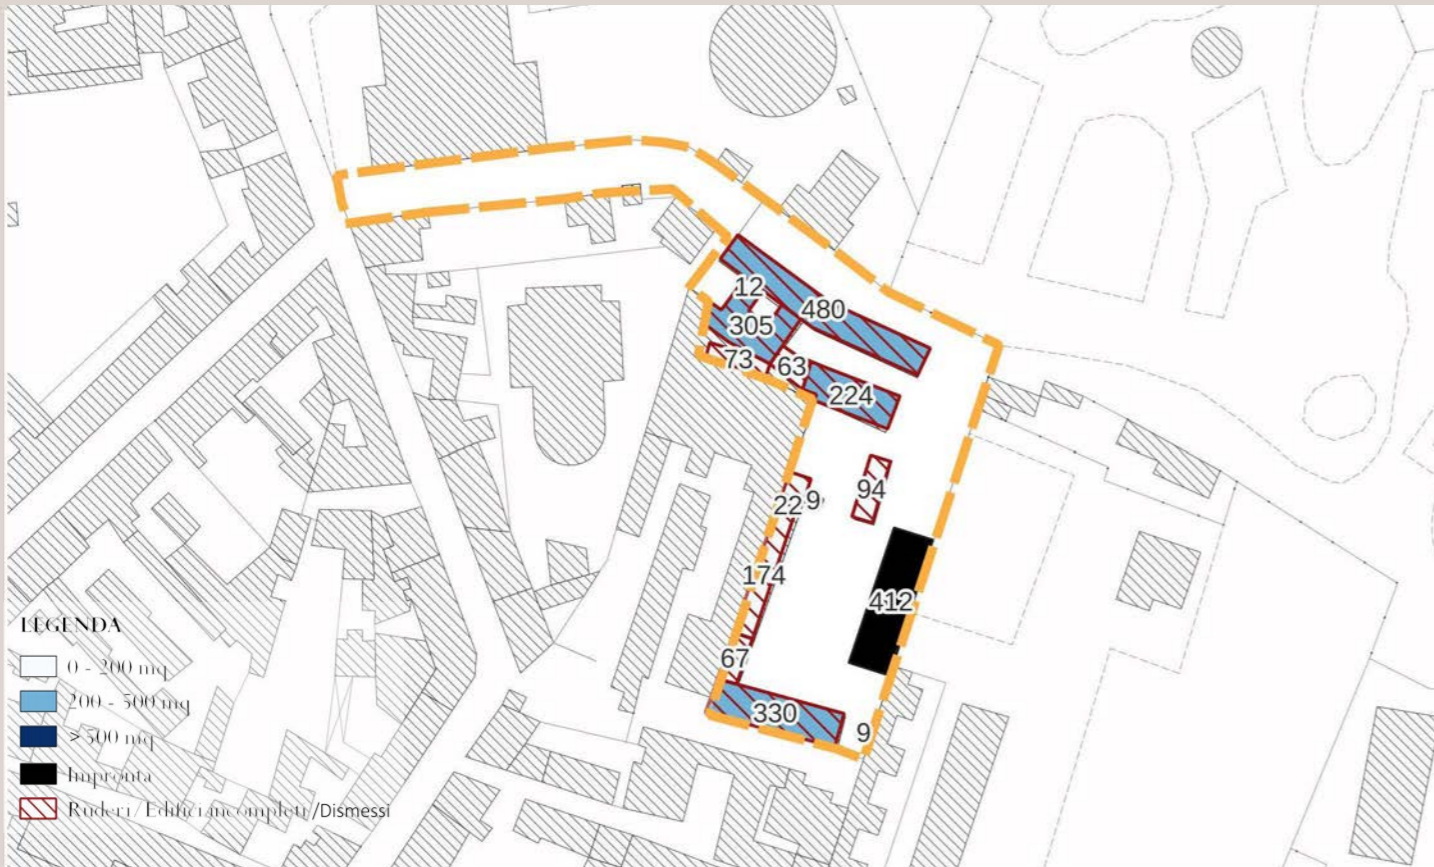 12
480
305
73
63
224
22
9
94
174
412
67
330
9
LEGENDA
0 - 200 mq
200 - 500 mq
> 500 mq
Impronta
Ruderi/Edifici incompleti/Dismessi